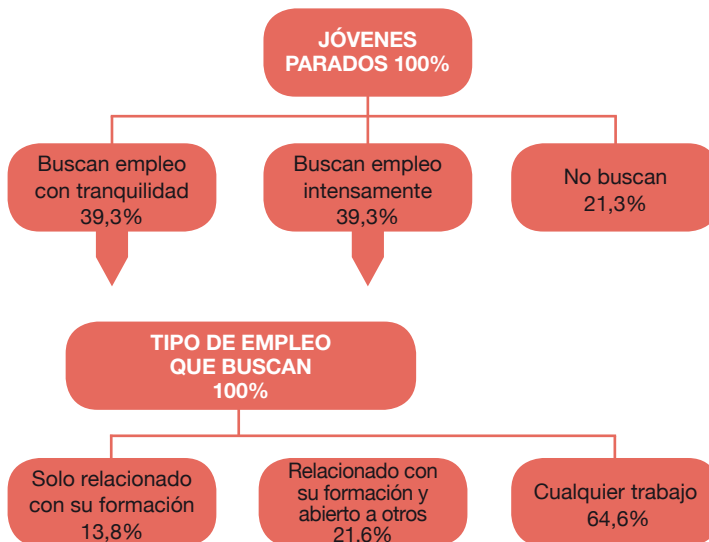 JÓVENES
PARADOS 100%
Buscan empleo
con tranquilidad
39,3%
Buscan empleo
intensamente
39,3%
No buscan
21,3%
TIPO DE EMPLEO
QUE BUSCAN
100%
Solo relacionado
con su formación
13,8%
Relacionado con
su formación y
abierto a otros
21,6%
Cualquier trabajo
64,6%